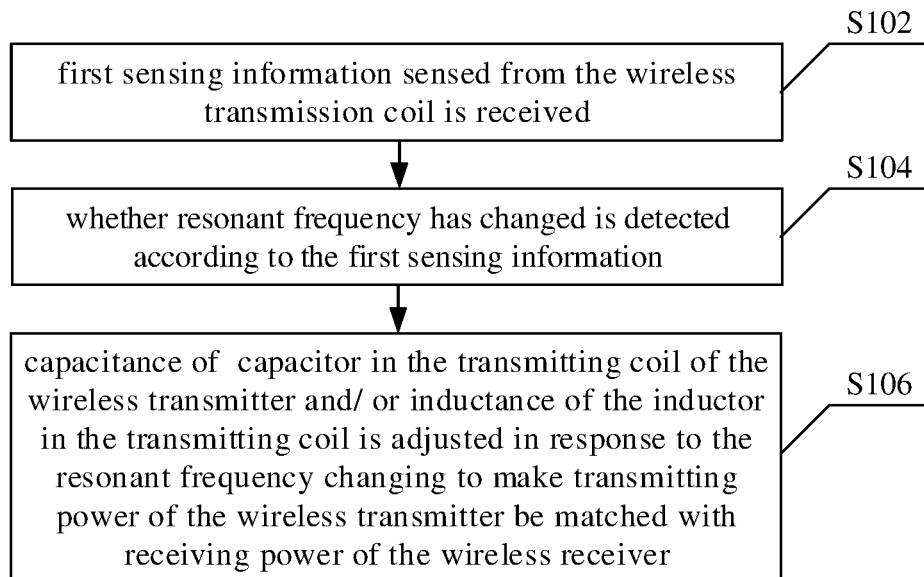 S102
first sensing information sensed from the wireless
transmission coil is received
S104
whether resonant frequency has changed is detected
according to the first sensing information
capacitance of capacitor in the transmitting coil of the
wireless transmitter and/ or inductance of the inductor
in the transmitting coil is adjusted in response to the
resonant frequency changing to make transmitting
power of the wireless transmitter be matched with
receiving power of the wireless receiver
S106